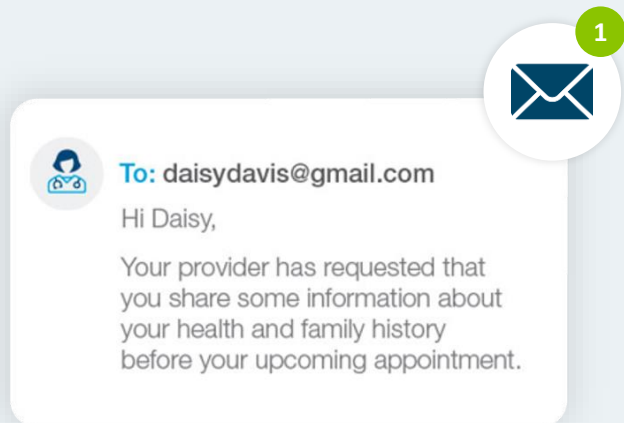 1
To: daisydavis@gmail.com
Hi Daisy,
Your provider has requested that
you share some information about
your health and family history
before your upcoming appointment.